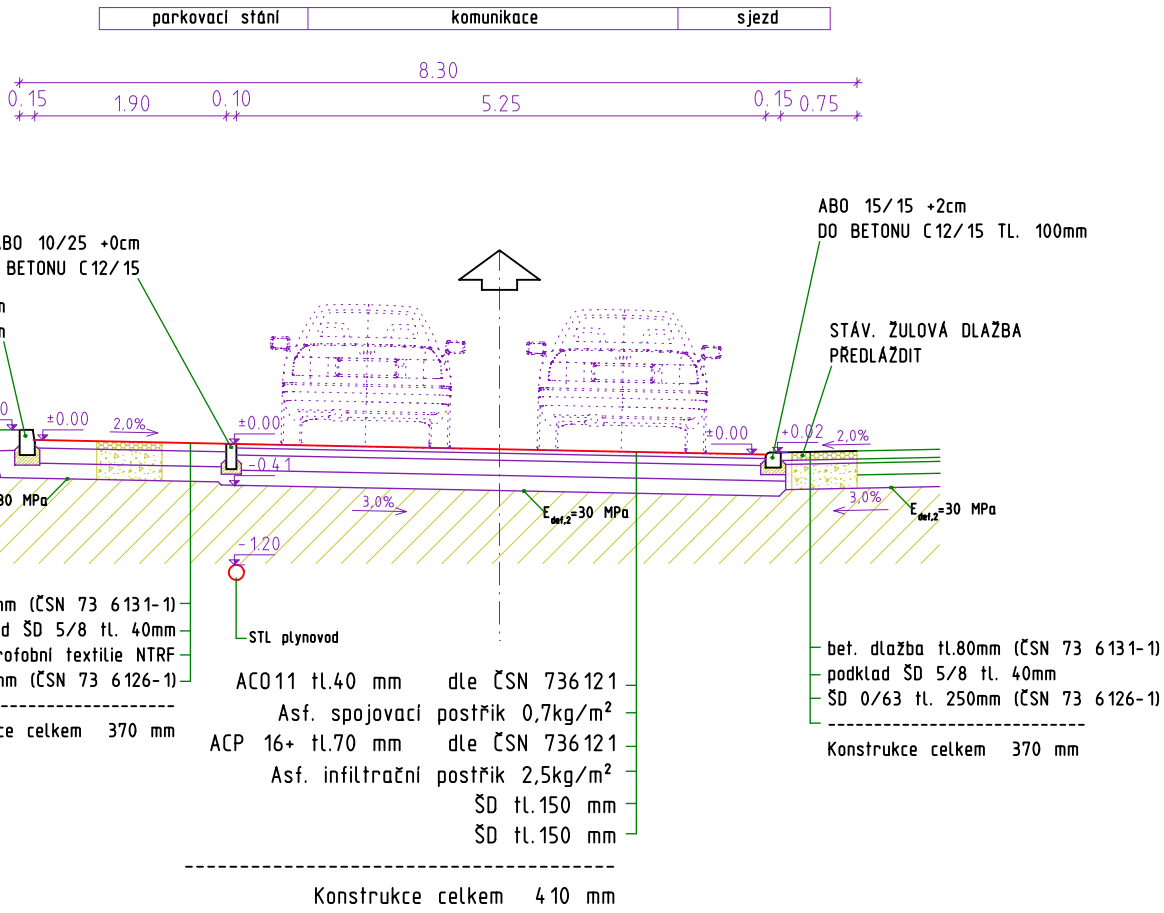 parkovací stání komunikace sjezd
8.30
0.15 1.90 0.10 5.25 0.15 0.75
ABO 15/15 +2cm
DO BETONU C12/15 TL. 100mm
ABO 10/25 +0cm
BETONU C12/15
STÁV. ŽULOVÁ DLAŽBA
PŘEDLÁŽDIT
±0.00 2,0% ±0.00 ±0.00 +0.02 2,0%
-0.41
30 MPa 3,0% Edef,2=30 MPa 3,0% Edef,2=30 MPa
-1.20
STL plynovod
mm (ČSN 73 6131-1)
ŠD 5/8 tl. 40mm
textilie NTRF
mm (ČSN 73 6126-1)
--------------------
celkem 370 mm
ACO11 tl.40 mm dle ČSN 736121
Asf. spojovací postřik 0,7kg/m²
ACP 16+ tl.70 mm dle ČSN 736121
Asf. infiltrační postřik 2,5kg/m²
ŠD tl.150 mm
ŠD tl.150 mm
--------------------
Konstrukce celkem 410 mm
bet. dlažba tl.80mm (ČSN 73 6131-1)
podklad ŠD 5/8 tl. 40mm
ŠD 0/63 tl. 250mm (ČSN 73 6126-1)
--------------------
Konstrukce celkem 370 mm